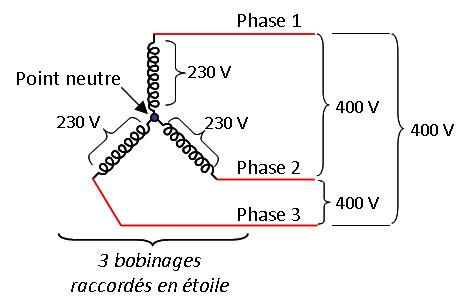 Phase 1
230 V
Point neutre
400 V
400 V
230 V
230 V
Phase 2
400 V
Phase 3
3 bobinages
raccordés en étoile